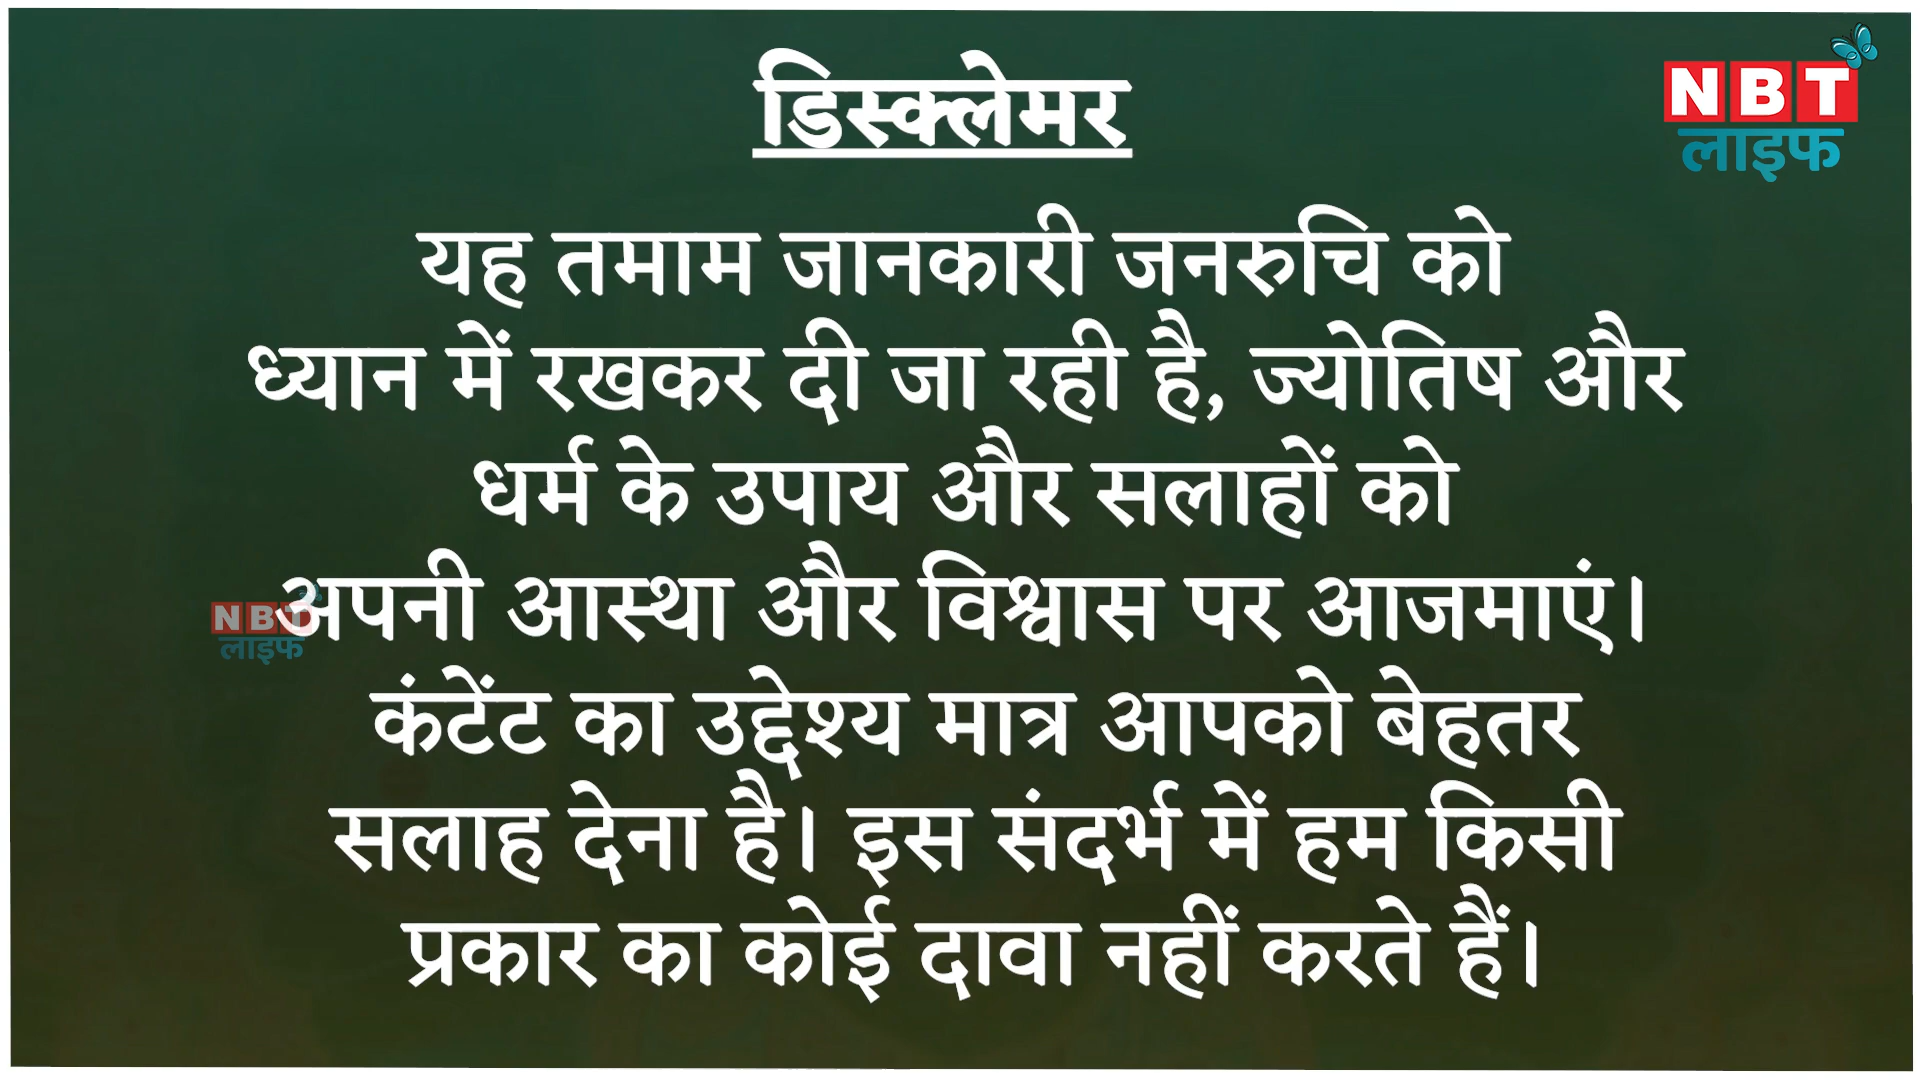 डिस्क्लेमर
NBT
लाइफ
यह तमाम जानकारी जनरुचि को
ध्यान में रखकर दी जा रही है, ज्योतिष और
धर्म के उपाय और सलाहों को
अपनी आस्था और विश्वास पर आजमाएं।
NBT
लाइफ
कंटेंट का उद्देश्य मात्र आपको बेहतर
सलाह देना है। इस संदर्भ में हम किसी
प्रकार का कोई दावा नहीं करते हैं।